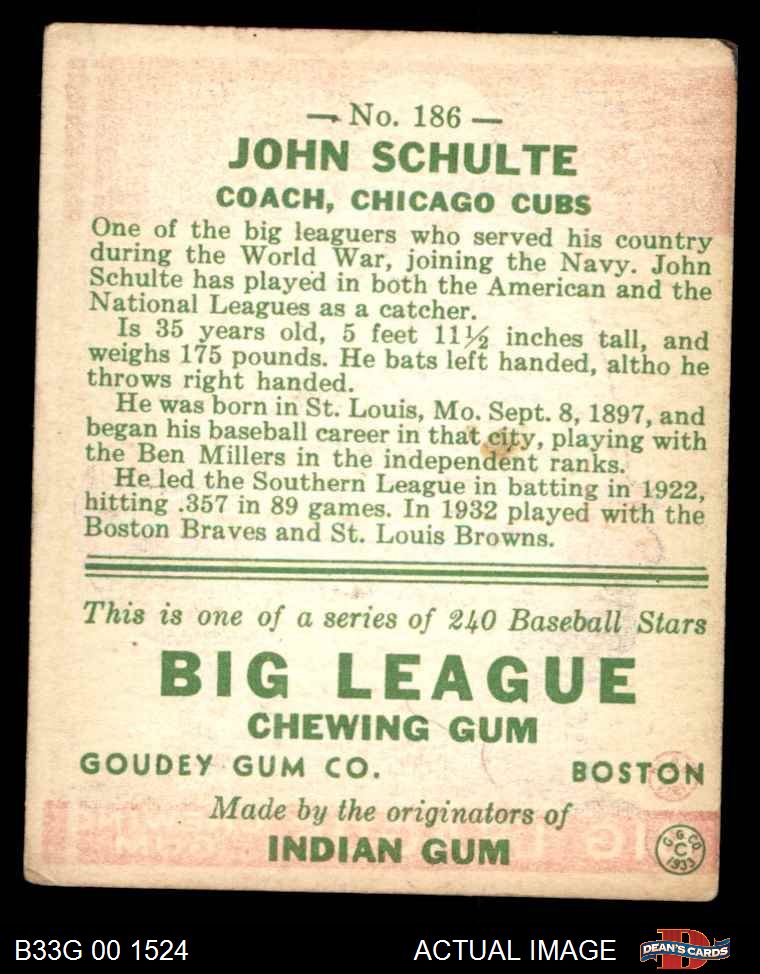 — No. 186 —
JOHN SCHULTE
COACH, CHICAGO CUBS
One of the big leaguers who served his country
during the World War, joining the Navy. John
Schulte has played in both the American and the
National Leagues as a catcher.
Is 35 years old, 5 feet 11½ inches tall, and
weighs 175 pounds. He bats left handed, altho he
throws right handed.
He was born in St. Louis, Mo. Sept. 8, 1897, and
began his baseball career in that city, playing with
the Ben Millers in the independent ranks.
He led the Southern League in batting in 1922,
hitting .357 in 89 games. In 1932 played with the
Boston Braves and St. Louis Browns.
This is one of a series of 240 Baseball Stars
BIG LEAGUE
CHEWING GUM
GOUDEY GUM CO. BOSTON
Made by the originators of
INDIAN GUM
G. G. CO.
C
1933
B33G 00 1524 ACTUAL IMAGE DEAN'S CARDS